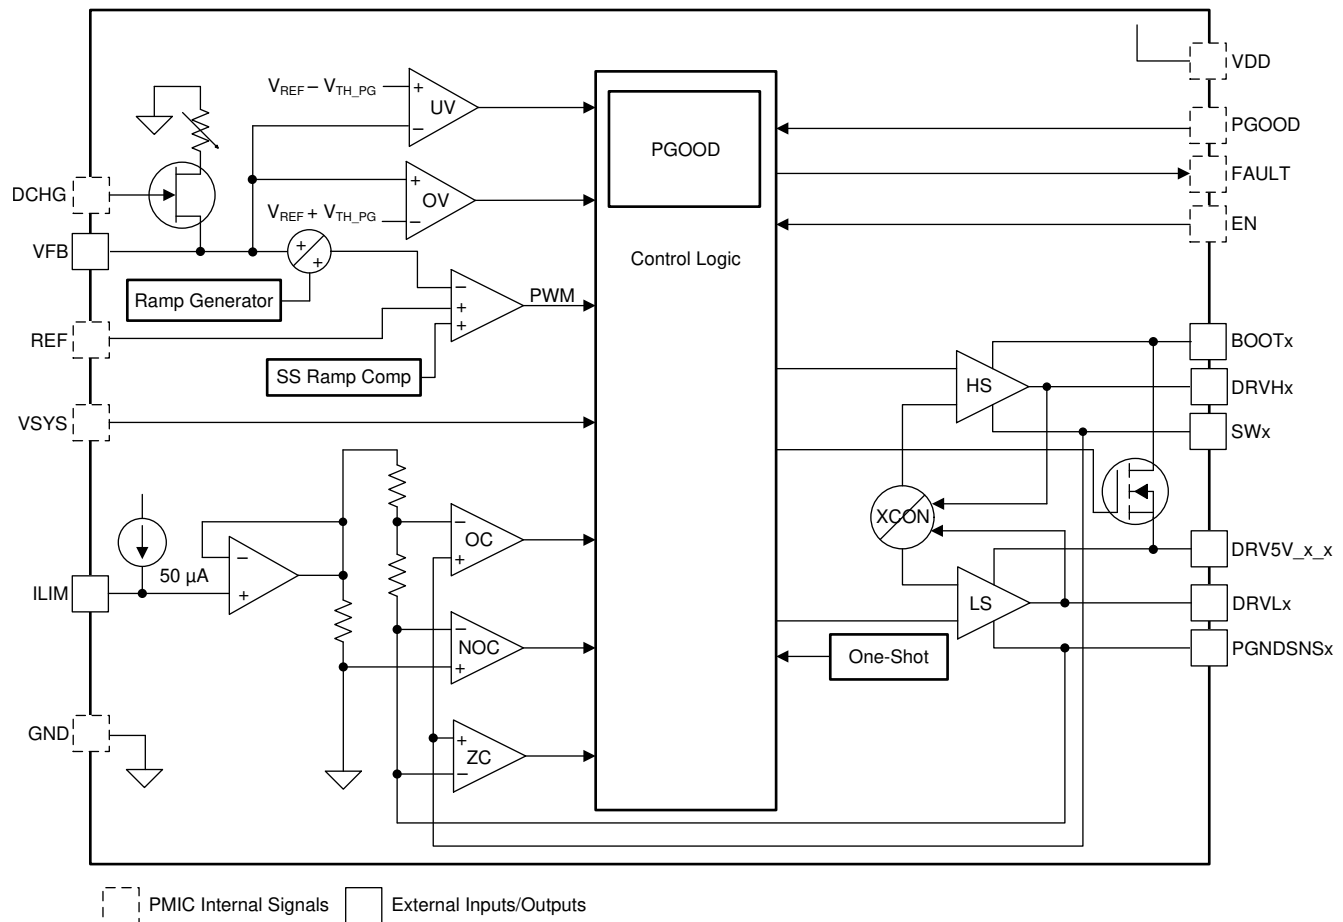 VDD
V_REF – V_TH_PG
+
UV
–
PGOOD
PGOOD
FAULT
DCHG
+
OV
–
V_REF + V_TH_PG
EN
VFB
+
+
Control Logic
Ramp Generator
–
+
+
PWM
REF
BOOTx
SS Ramp Comp
HS
DRVHx
VSYS
SWx
–
OC
+
XCON
–
+
50 µA
ILIM
DRV5V_x_x
LS
DRVLx
–
NOC
+
One-Shot
PGNDSNSx
GND
+
ZC
–
PMIC Internal Signals
External Inputs/Outputs